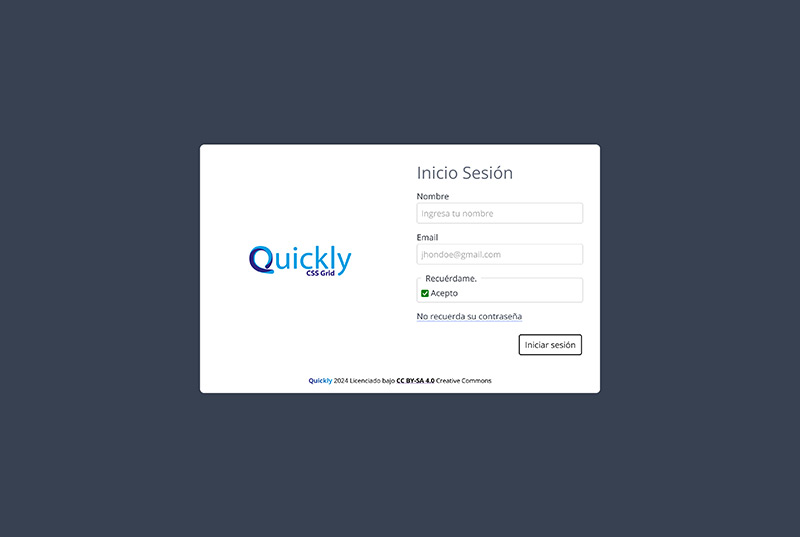 Quickly
CSS Grid
Inicio Sesión
Nombre
Ingresa tu nombre
Email
jhondoe@gmail.com
Recuérdame,
Acepto
No recuerda su contraseña
Iniciar sesión
Quickly 2024 Licenciado bajo CC BY-SA 4.0 Creative Commons